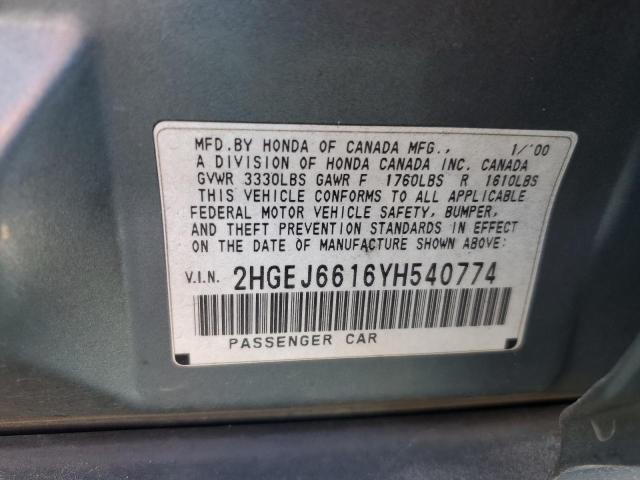 MFD.BY HONDA OF CANADA MFG., 1/'00
A DIVISION OF HONDA CANADA INC. CANADA
GVWR 3330LBS GAWR F 1760LBS R 1610LBS
THIS VEHICLE CONFORMS TO ALL APPLICABLE
FEDERAL MOTOR VEHICLE SAFETY, BUMPER,
AND THEFT PREVENTION STANDARDS IN EFFECT
ON THE DATE OF MANUFACTURE SHOWN ABOVE:
V.I.N. 2HGEJ6616YH540774
PASSENGER CAR